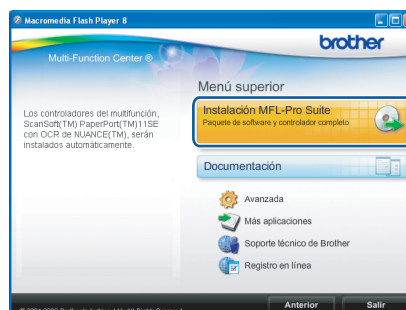 Macromedia Flash Player 8
brother
Multi-Function Center ®
Menú superior
Los controladores del multifunción,
ScanSoft(TM) PaperPort(TM)11SE
con OCR de NUANCE(TM), serán
instalados automáticamente.
Instalación MFL-Pro Suite
Paquete de software y controlador completo
Documentación
Avanzada
Más aplicaciones
Soporte técnico de Brother
Registro en línea
Anterior
Salir